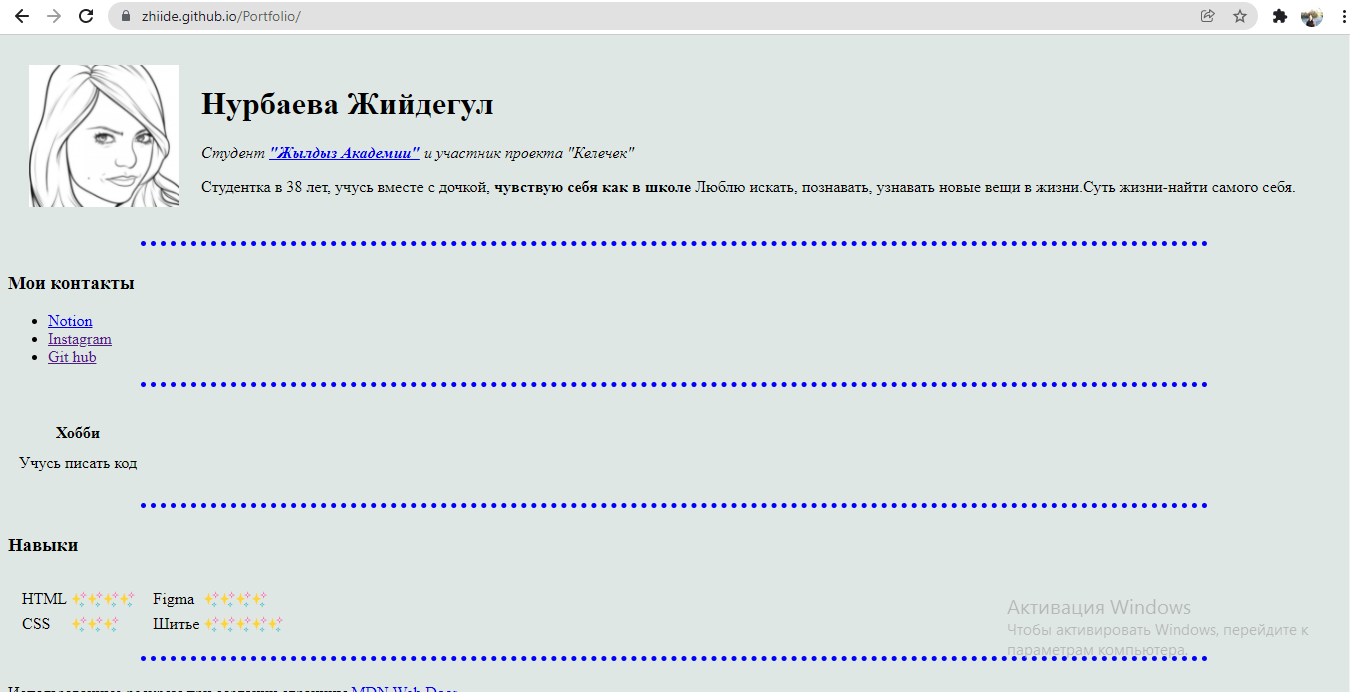 zhiide.github.io/Portfolio/
Нурбаева Жийдегул
Студент "Жылдыз Академии" и участник проекта "Келечек"
Студентка в 38 лет, учусь вместе с дочкой, чувствую себя как в школе Люблю искать, познавать, узнавать новые вещи в жизни.Суть жизни-найти самого себя.
Мои контакты
Notion
Instagram
Git hub
Хобби
Учусь писать код
Навыки
HTML ✨✨✨✨ Figma ✨✨✨✨
CSS ✨✨✨ Шитье ✨✨✨✨✨
Активация Windows
Чтобы активировать Windows, перейдите к
параметрам компьютера.
MDN Web Docs